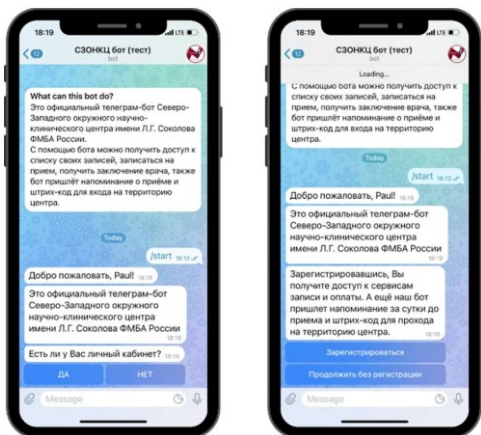 18:19
LTE
12
СЗОНКЦ бот (тест)
bot
What can this bot do?
Это официальный телеграм-бот Северо-
Западного окружного научно-
клинического центра имени Л.Г. Соколова
ФМБА России.
С помощью бота можно получить доступ к
списку своих записей, записаться на
прием, получить заключение врача, также
бот пришлёт напоминание о приёме и
штрих-код для входа на территорию
центра.
Today
/start 18:12
Добро пожаловать, Paul! 18:19
Это официальный телеграм-бот
Северо-Западного окружного
научно-клинического центра
имени Л.Г. Соколова ФМБА России
18:19
Есть ли у Вас личный кабинет? 18:19
ДА
НЕТ
Message
18:19
LTE
12
СЗОНКЦ бот (тест)
bot
Loading...
С помощью бота можно получить доступ к
списку своих записей, записаться на
прием, получить заключение врача, также
бот пришлёт напоминание о приёме и
штрих-код для входа на территорию
центра.
Today
/start 18:12
Добро пожаловать, Paul! 18:19
Это официальный телеграм-бот
Северо-Западного окружного
научно-клинического центра
имени Л.Г. Соколова ФМБА России
18:19
Зарегистрировавшись, Вы
получите доступ к сервисам
записи и оплаты. А ещё наш бот
пришлет напоминание за сутки до
приема и штрих-код для прохода
на территорию центра. 18:19
Зарегистрироваться
Продолжить без регистрации
Message